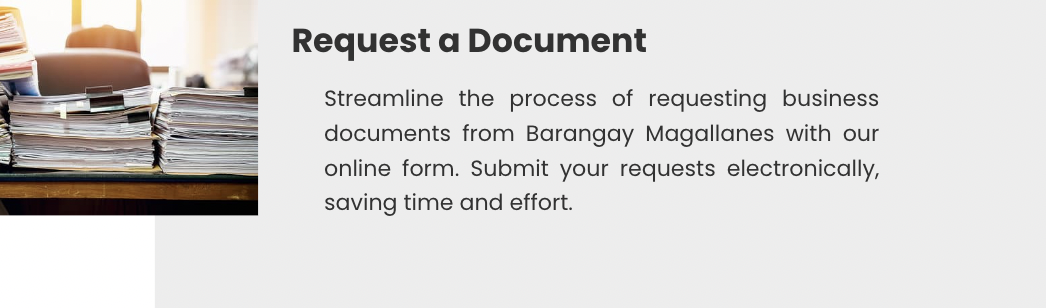 Request a Document
Streamline the process of requesting business
documents from Barangay Magallanes with our
online form. Submit your requests electronically,
saving time and effort.